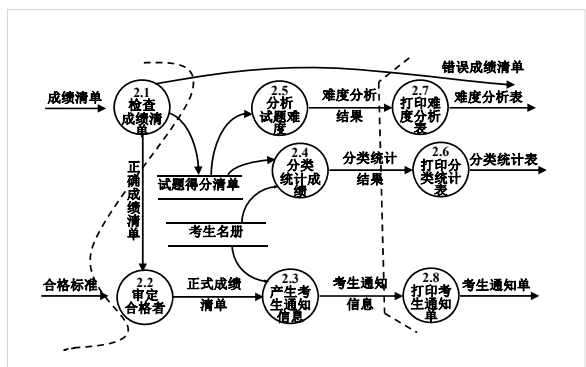 错误成绩清单
成绩清单
2.1
检查
成绩清
单
2.5
分析
试题难
度
难度分析
结果
2.7
打印难
度分析
表
难度分析表
正确成绩清单
试题得分清单
2.4
分类
统计成
绩
分类统计
结果
2.6
打印分
类统计
表
分类统计表
考生名册
合格标准
2.2
审定
合格者
正式成绩
清单
2.3
产生考
生通知
信息
考生通知
信息
2.8
打印考
生通知
单
考生通知单